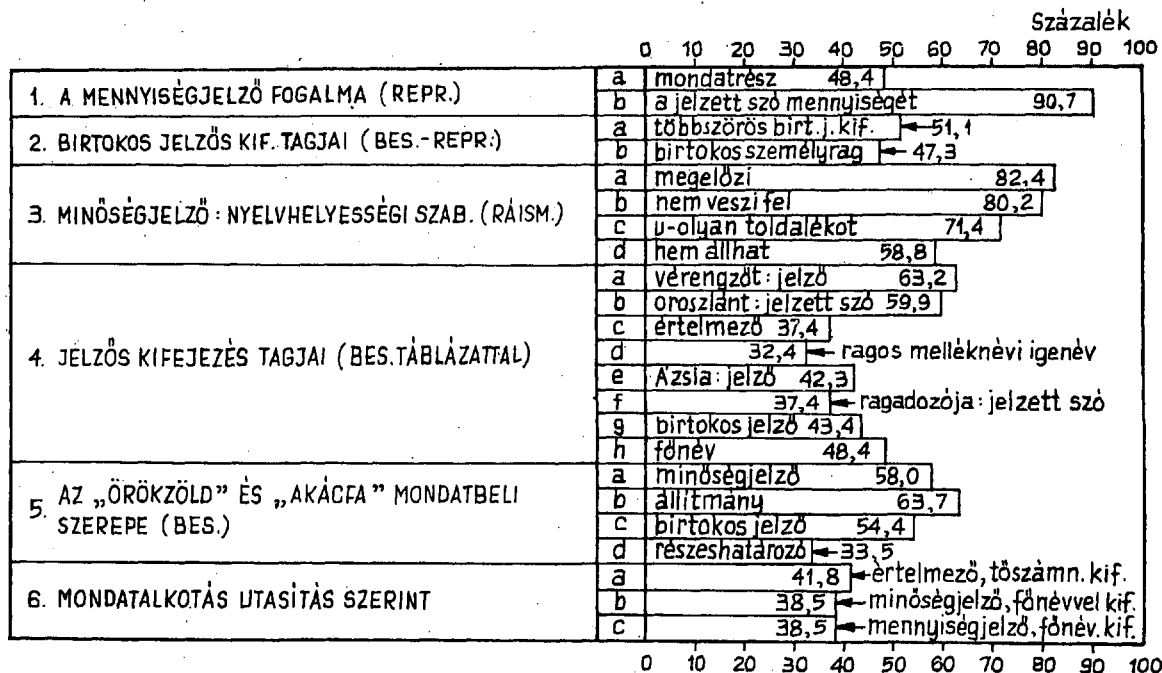 Százalék
0 10 20 30 40 50 60 70 80 90 100
1. A MENNYISÉGJELZŐ FOGALMA (REPR.)
a mondatrész 48,4
b a jelzett szó mennyiségét 90,7
2. BIRTOKOS JELZŐS KIF. TAGJAI (BES.-REPR.)
a többszörös birt. j. kif. 51,1
b birtokos személyrag 47,3
3. MINŐSÉGJELZŐ: NYELVHELYESSÉGI SZAB. (RÁISM.)
a megelőzi 82,4
b nem veszi fel 80,2
c u-olyan toldalékot 71,4
d nem állhat 58,8
4. JELZŐS KIFEJEZÉS TAGJAI (BES. TÁBLÁZATTAL)
a vérengzőt: jelző 63,2
b oroszlánt: jelzett szó 59,9
c értelmező 37,4
d 32,4 ragos melléknévi igenév
e Ázsia: jelző 42,3
f 37,4 ragadozója: jelzett szó
g birtokos jelző 43,4
h főnév 48,4
5. AZ „ÖRÖKZÖLD” ÉS „AKÁCFA” MONDATBELI
SZEREPE (BES.)
a minőségjelző 58,0
b állítmány 63,7
c birtokos jelző 54,4
d részeshatározó 33,5
6. MONDATALKOTÁS UTASÍTÁS SZERINT
a 41,8 értelmező, tőszámn. kif.
b 38,5 minőségjelző, főnévvel kif.
c 38,5 mennyiségjelző, főnév. kif.
0 10 20 30 40 50 60 70 80 90 100